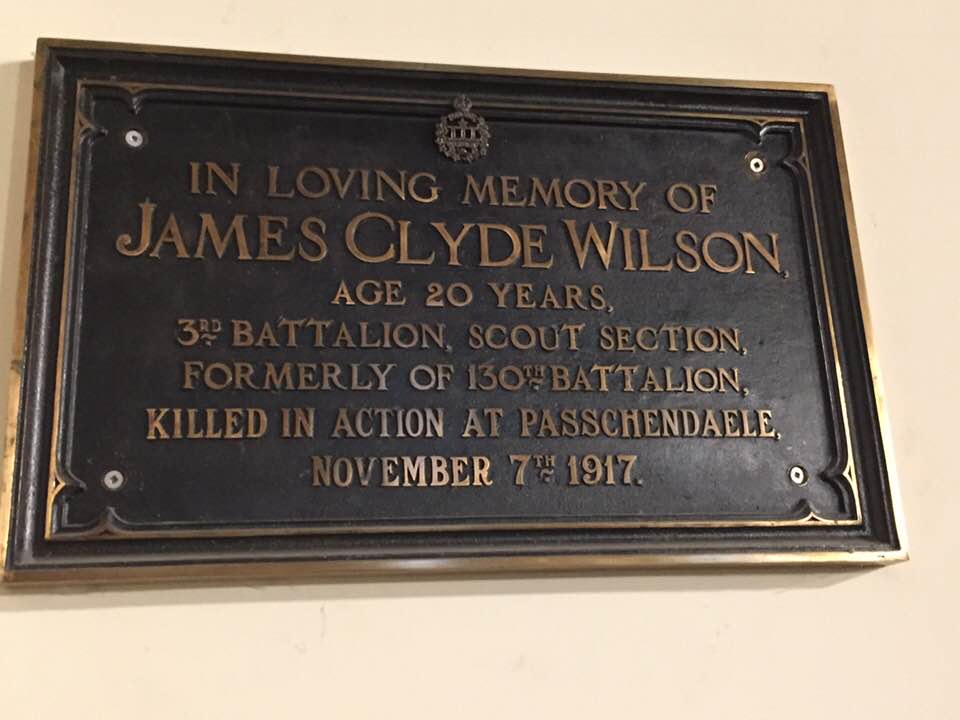 IN LOVING MEMORY OF
JAMES CLYDE WILSON,
AGE 20 YEARS,
3RD BATTALION, SCOUT SECTION,
FORMERLY OF 130TH BATTALION,
KILLED IN ACTION AT PASSCHENDAELE,
NOVEMBER 7TH 1917.